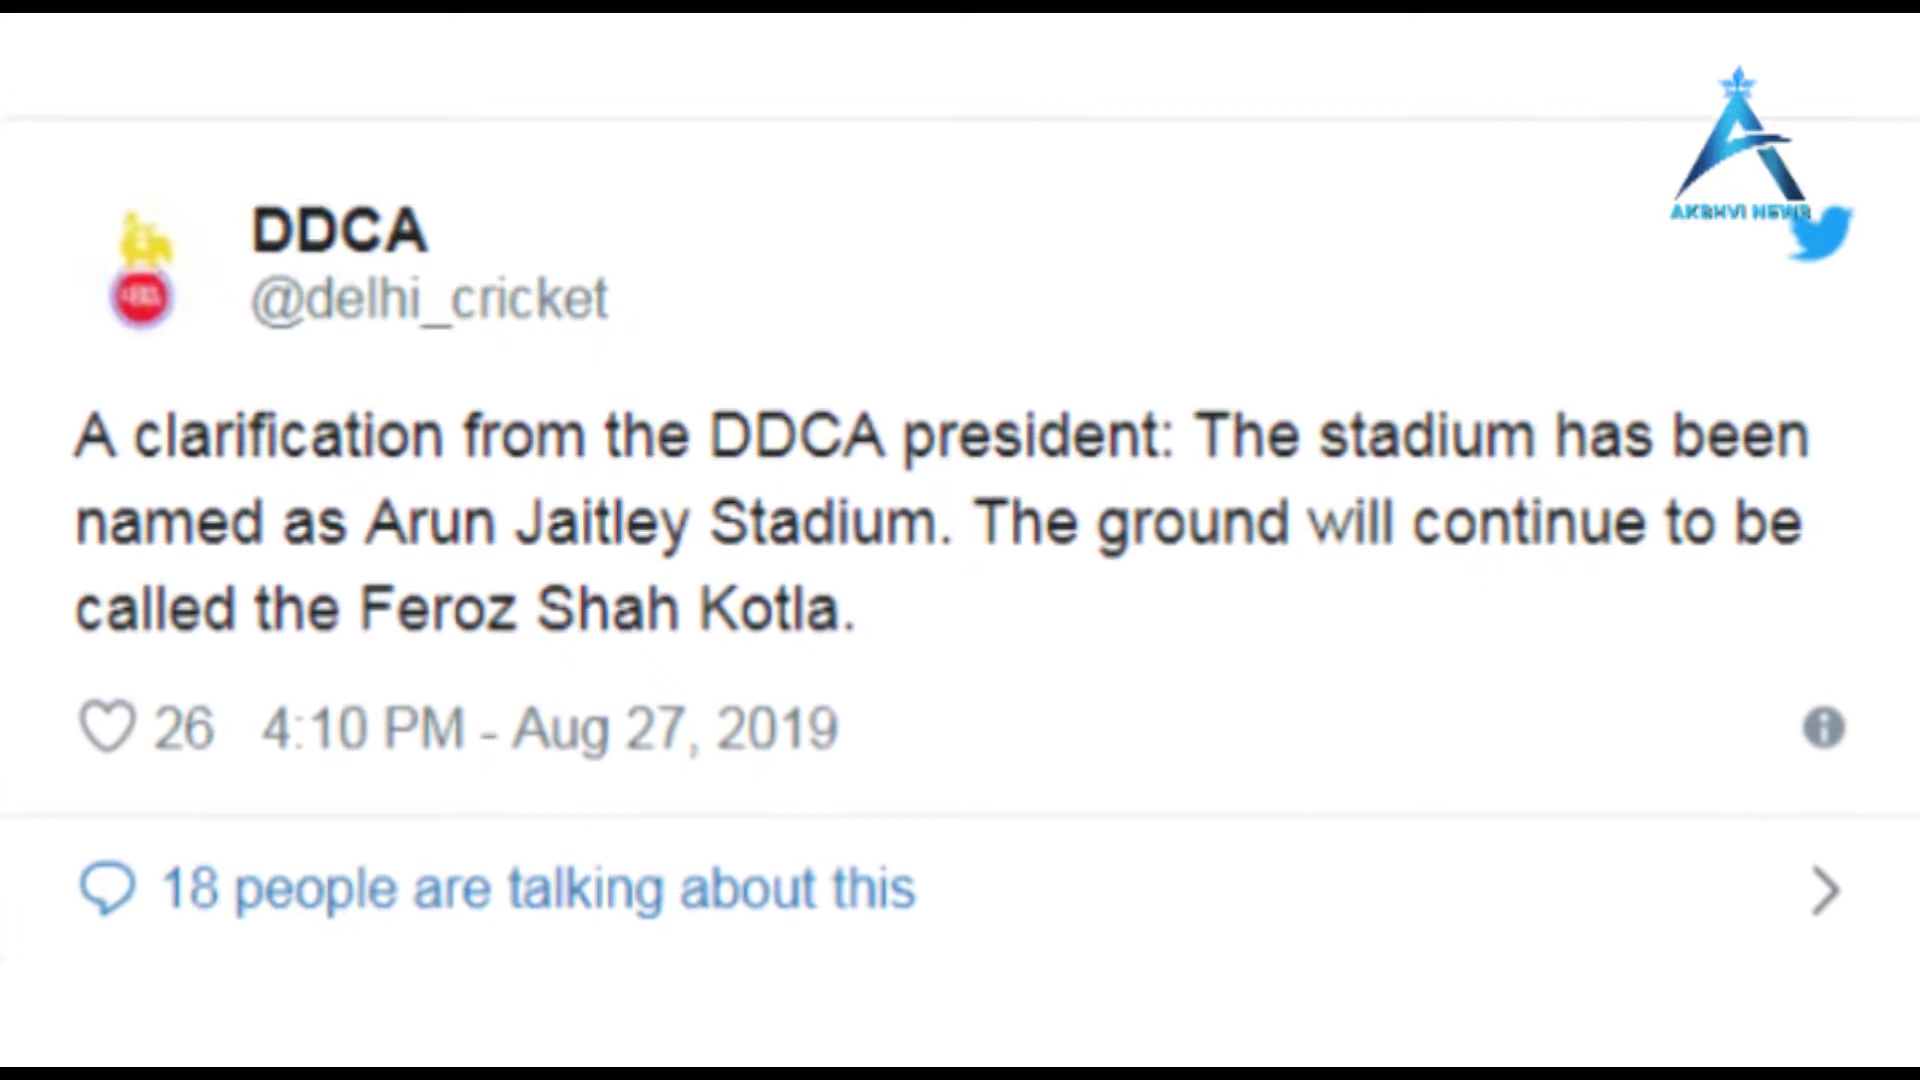 AKSHVI NEWS
DDCA
@delhi_cricket
A clarification from the DDCA president: The stadium has been
named as Arun Jaitley Stadium. The ground will continue to be
called the Feroz Shah Kotla.
26 4:10 PM - Aug 27, 2019
18 people are talking about this